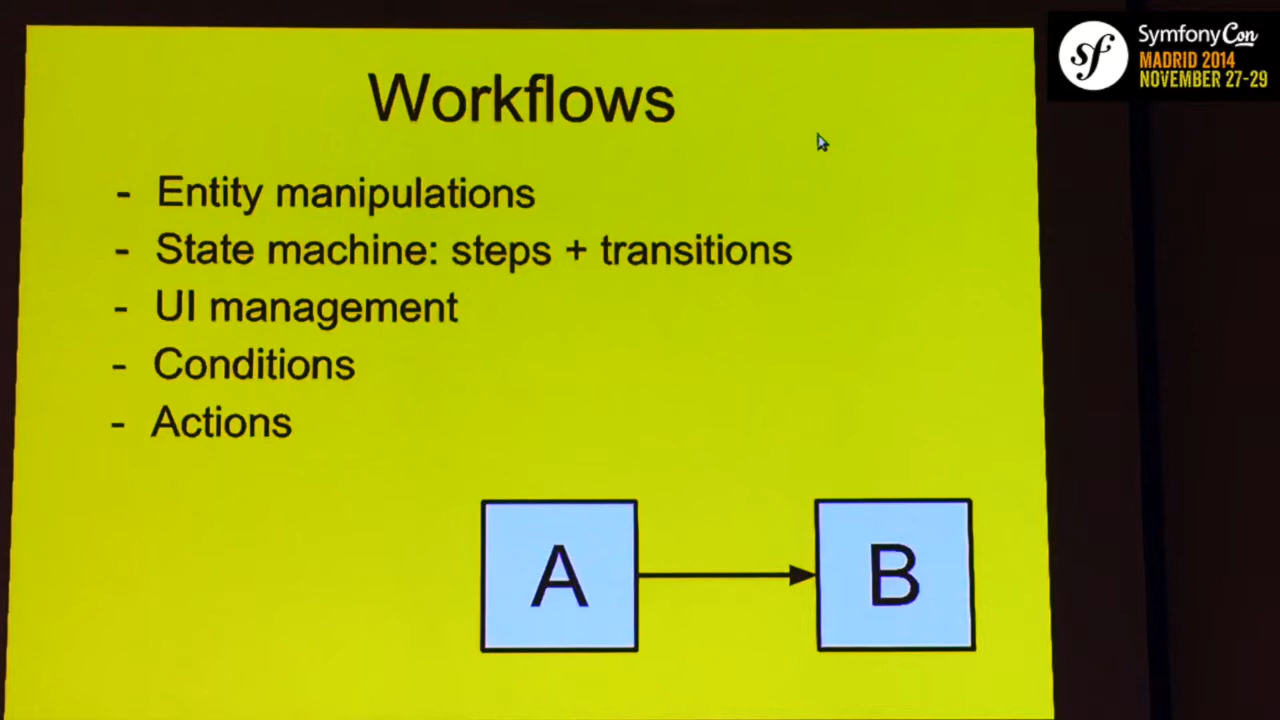 Workflows
- Entity manipulations
- State machine: steps + transitions
- UI management
- Conditions
- Actions
A
B
sf
SymfonyCon
MADRID 2014
NOVEMBER 27-29